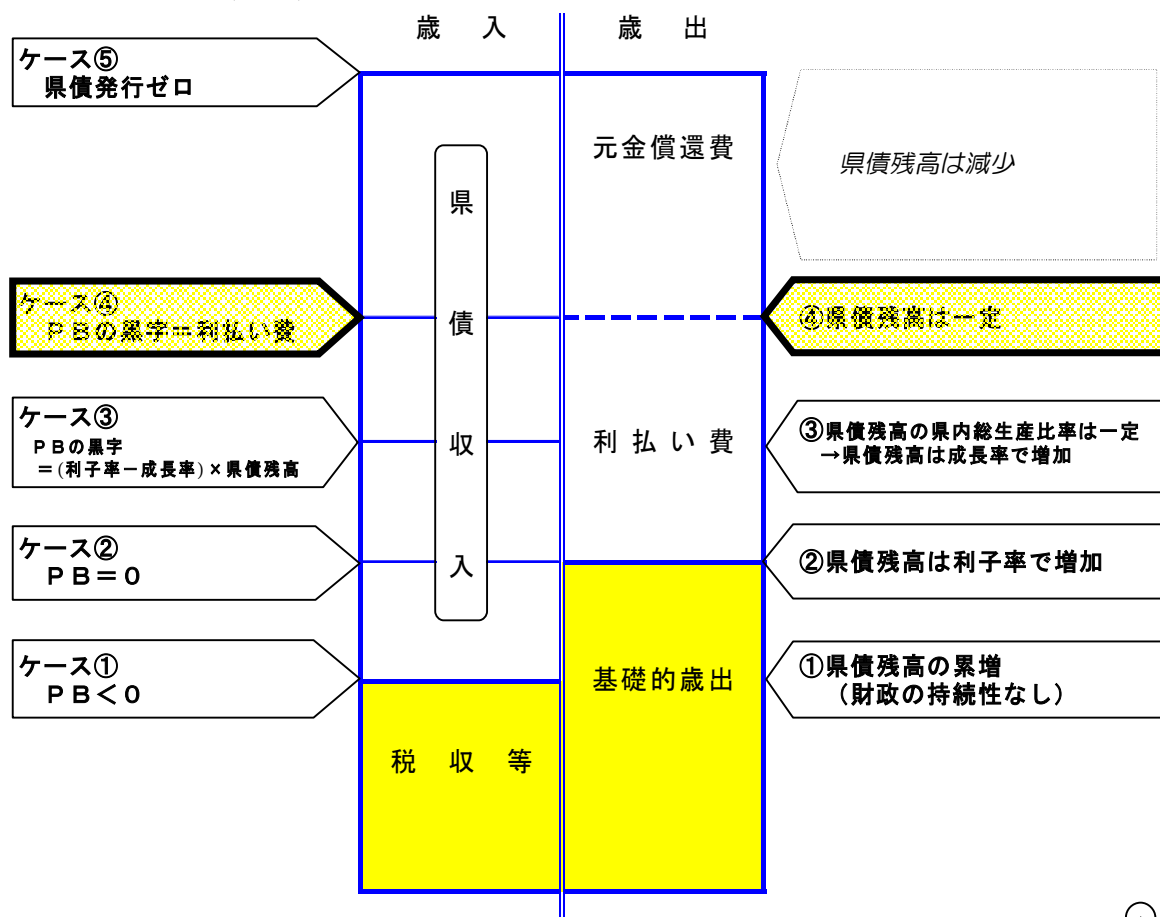 歳入
歳出
ケース⑤
県債発行ゼロ
元金償還費
県債残高は減少
県債収入
ケース④
PBの黒字=利払い費
④県債残高は一定
ケース③
PBの黒字
=(利子率-成長率)×県債残高
利払い費
③県債残高の県内総生産比率は一定
→県債残高は成長率で増加
ケース②
PB=0
②県債残高は利子率で増加
ケース①
PB<0
基礎的歳出
①県債残高の累増
(財政の持続性なし)
税収等